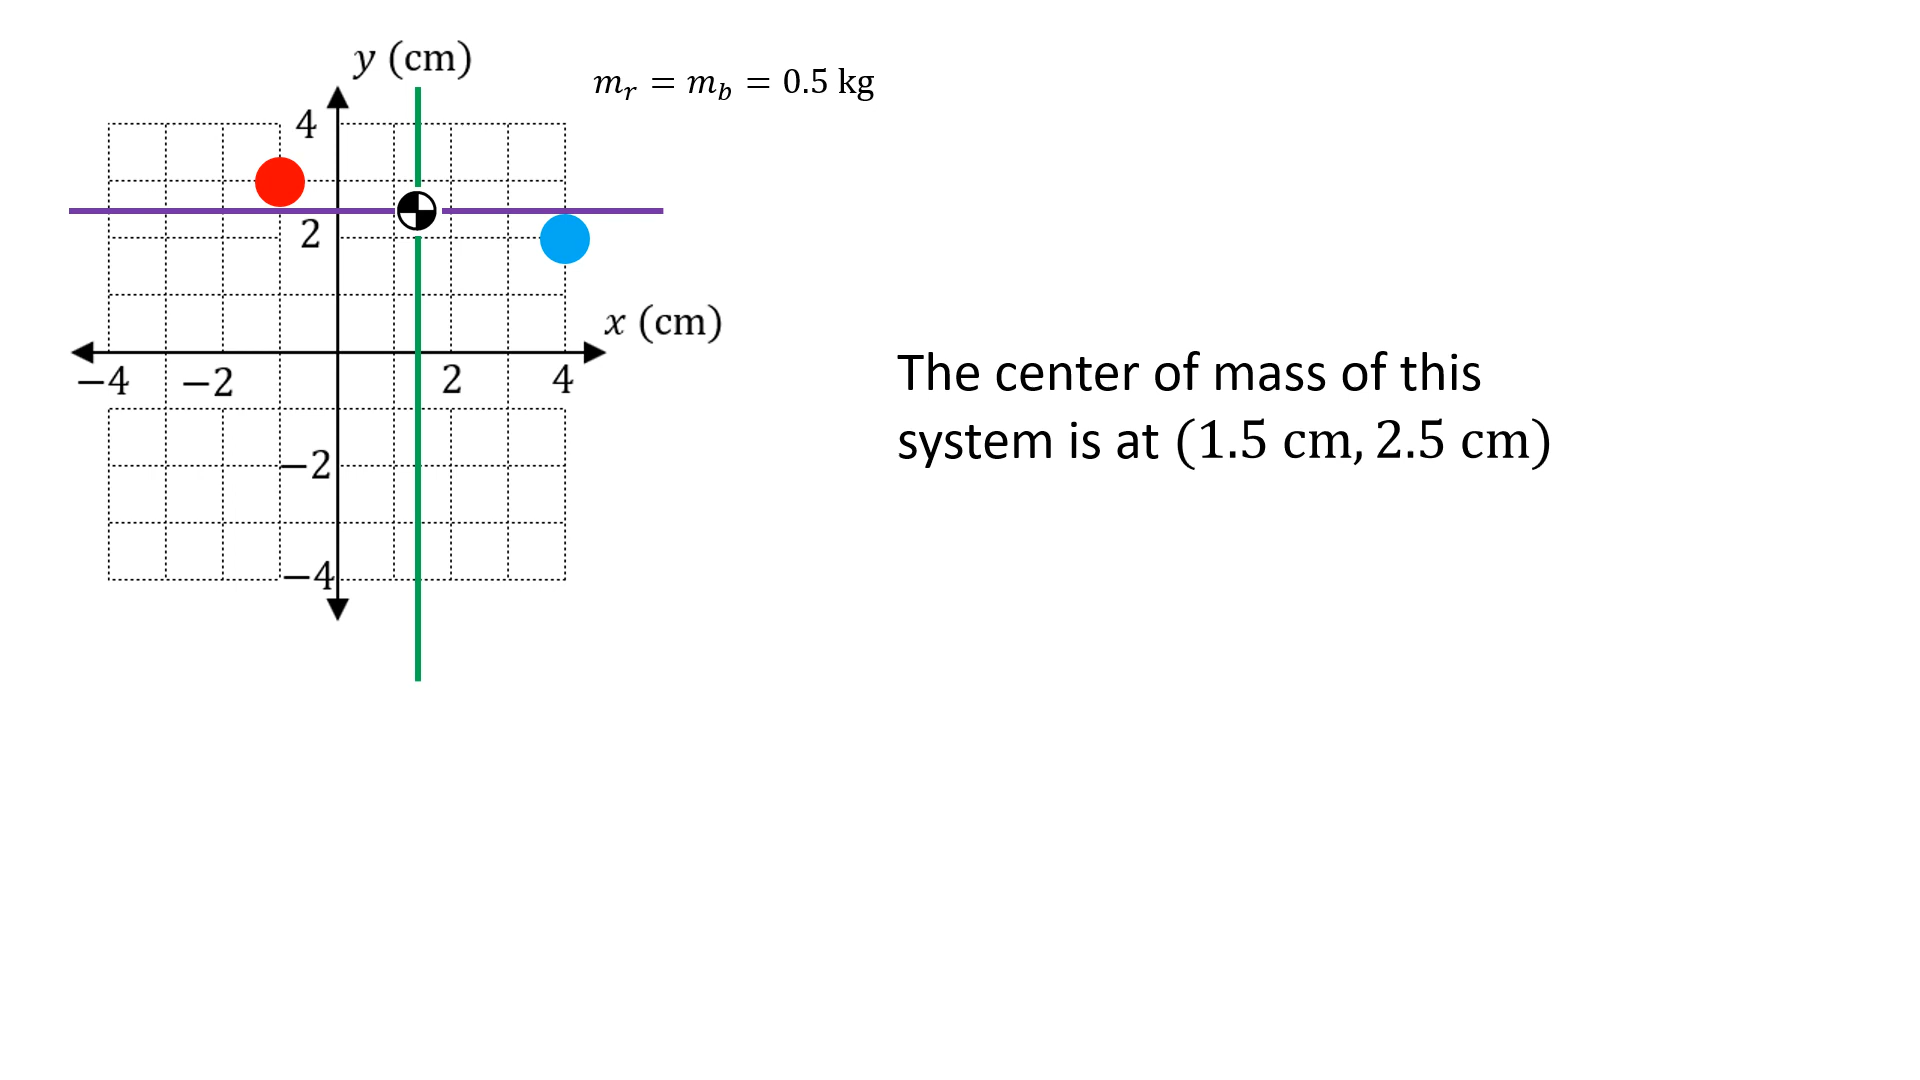 y (cm)
m_r = m_b = 0.5 kg
4
2
x (cm)
−4 −2 2 4
The center of mass of this
system is at (1.5 cm, 2.5 cm)
−2
−4